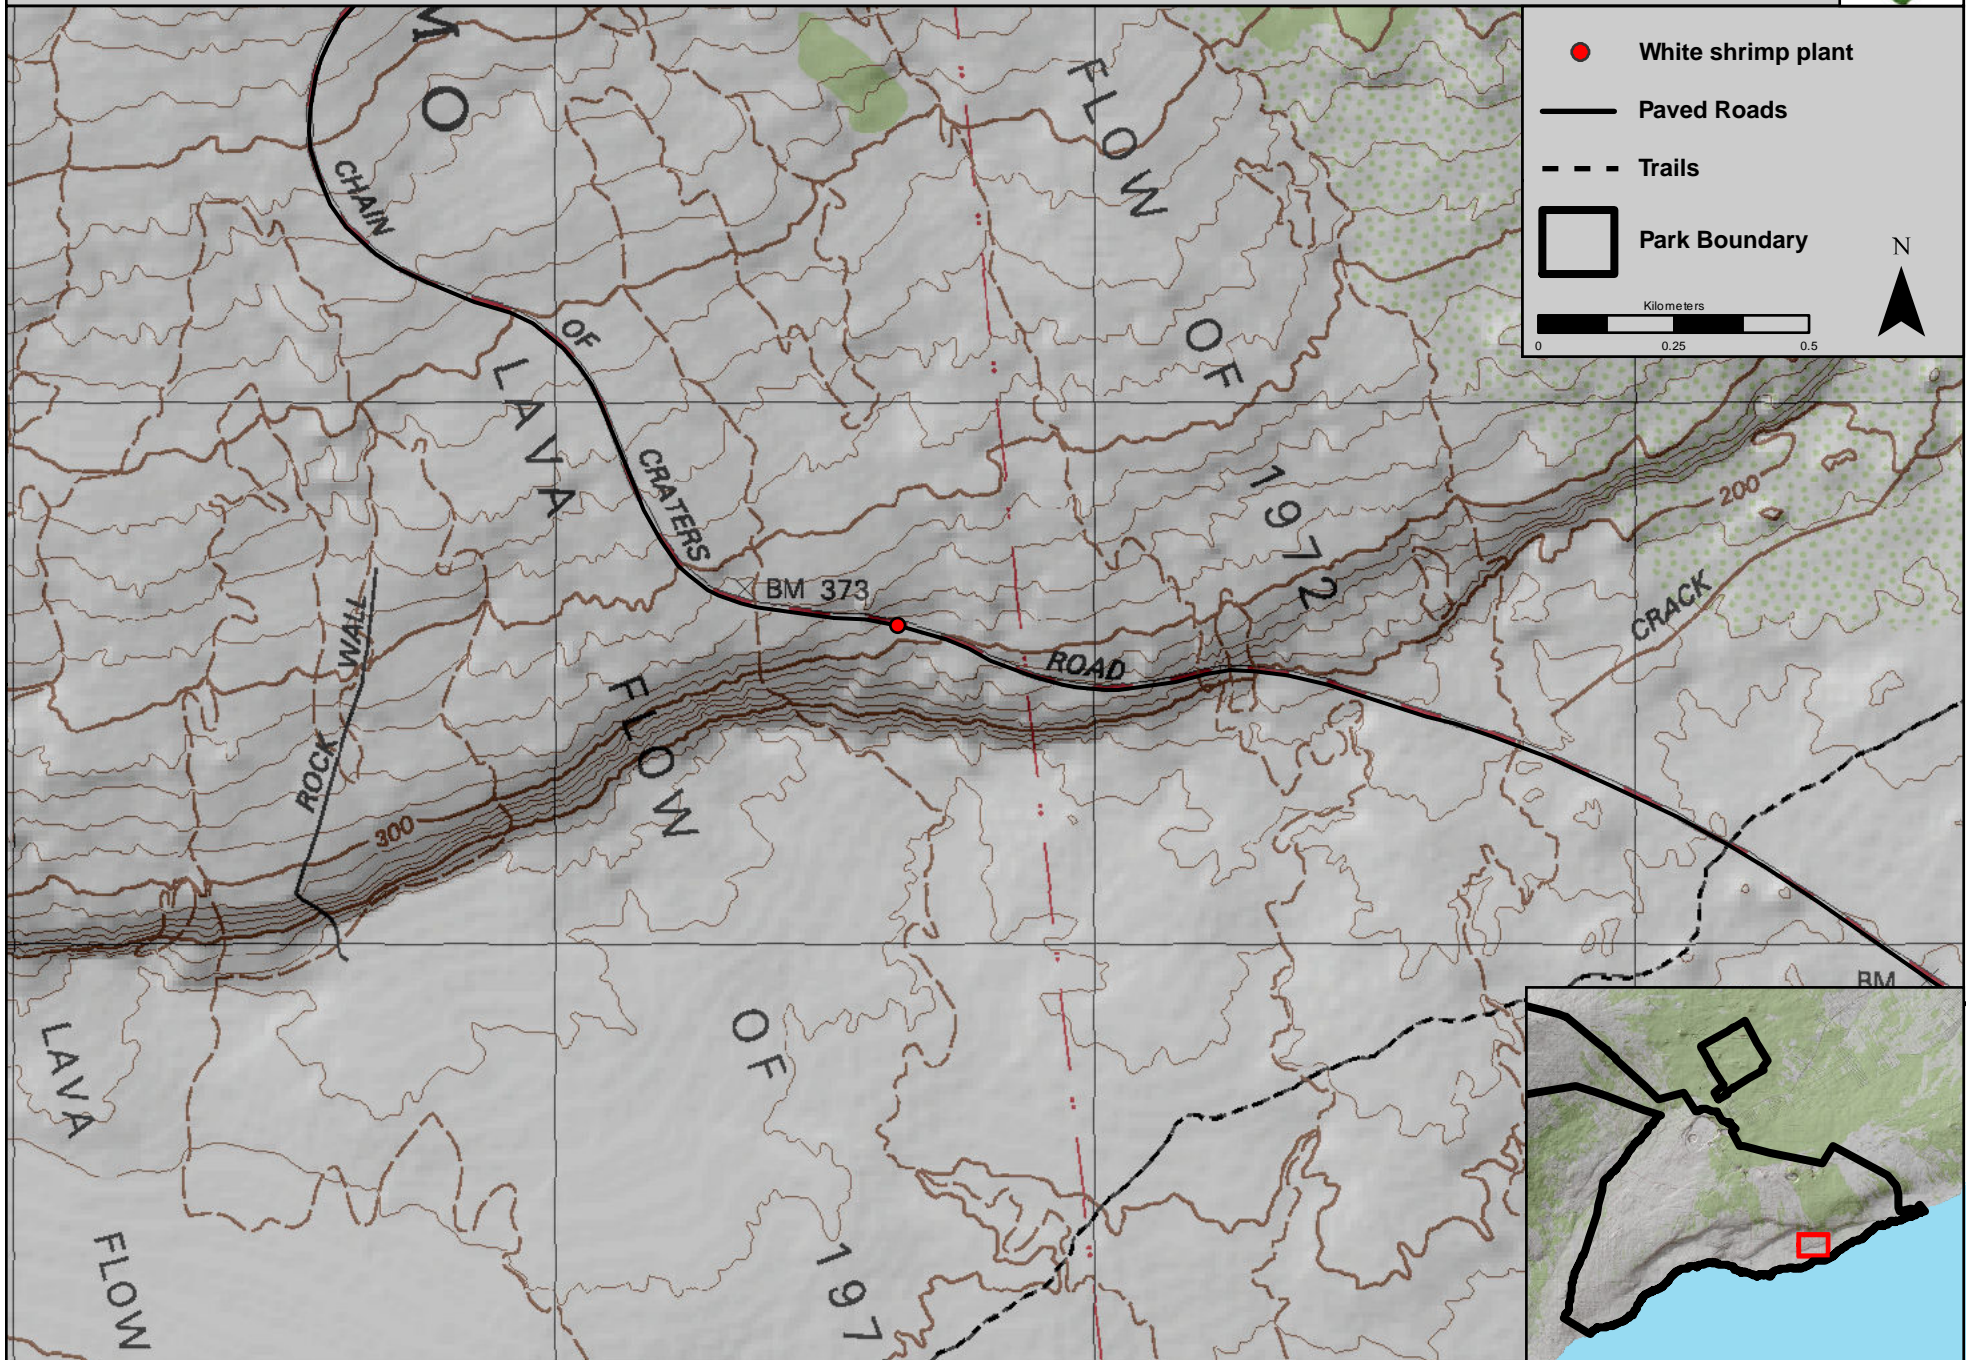 White shrimp plant
Paved Roads
Trails
Park Boundary
N
Kilometers
0 0.25 0.5
M
O
CHAIN
OF
CRATERS
ROAD
FLOW
OF
1972
LAVA
FLOW
OF
197
BM 373
200
CRACK
ROCK WALL
300
BM
LAVA
FLOW